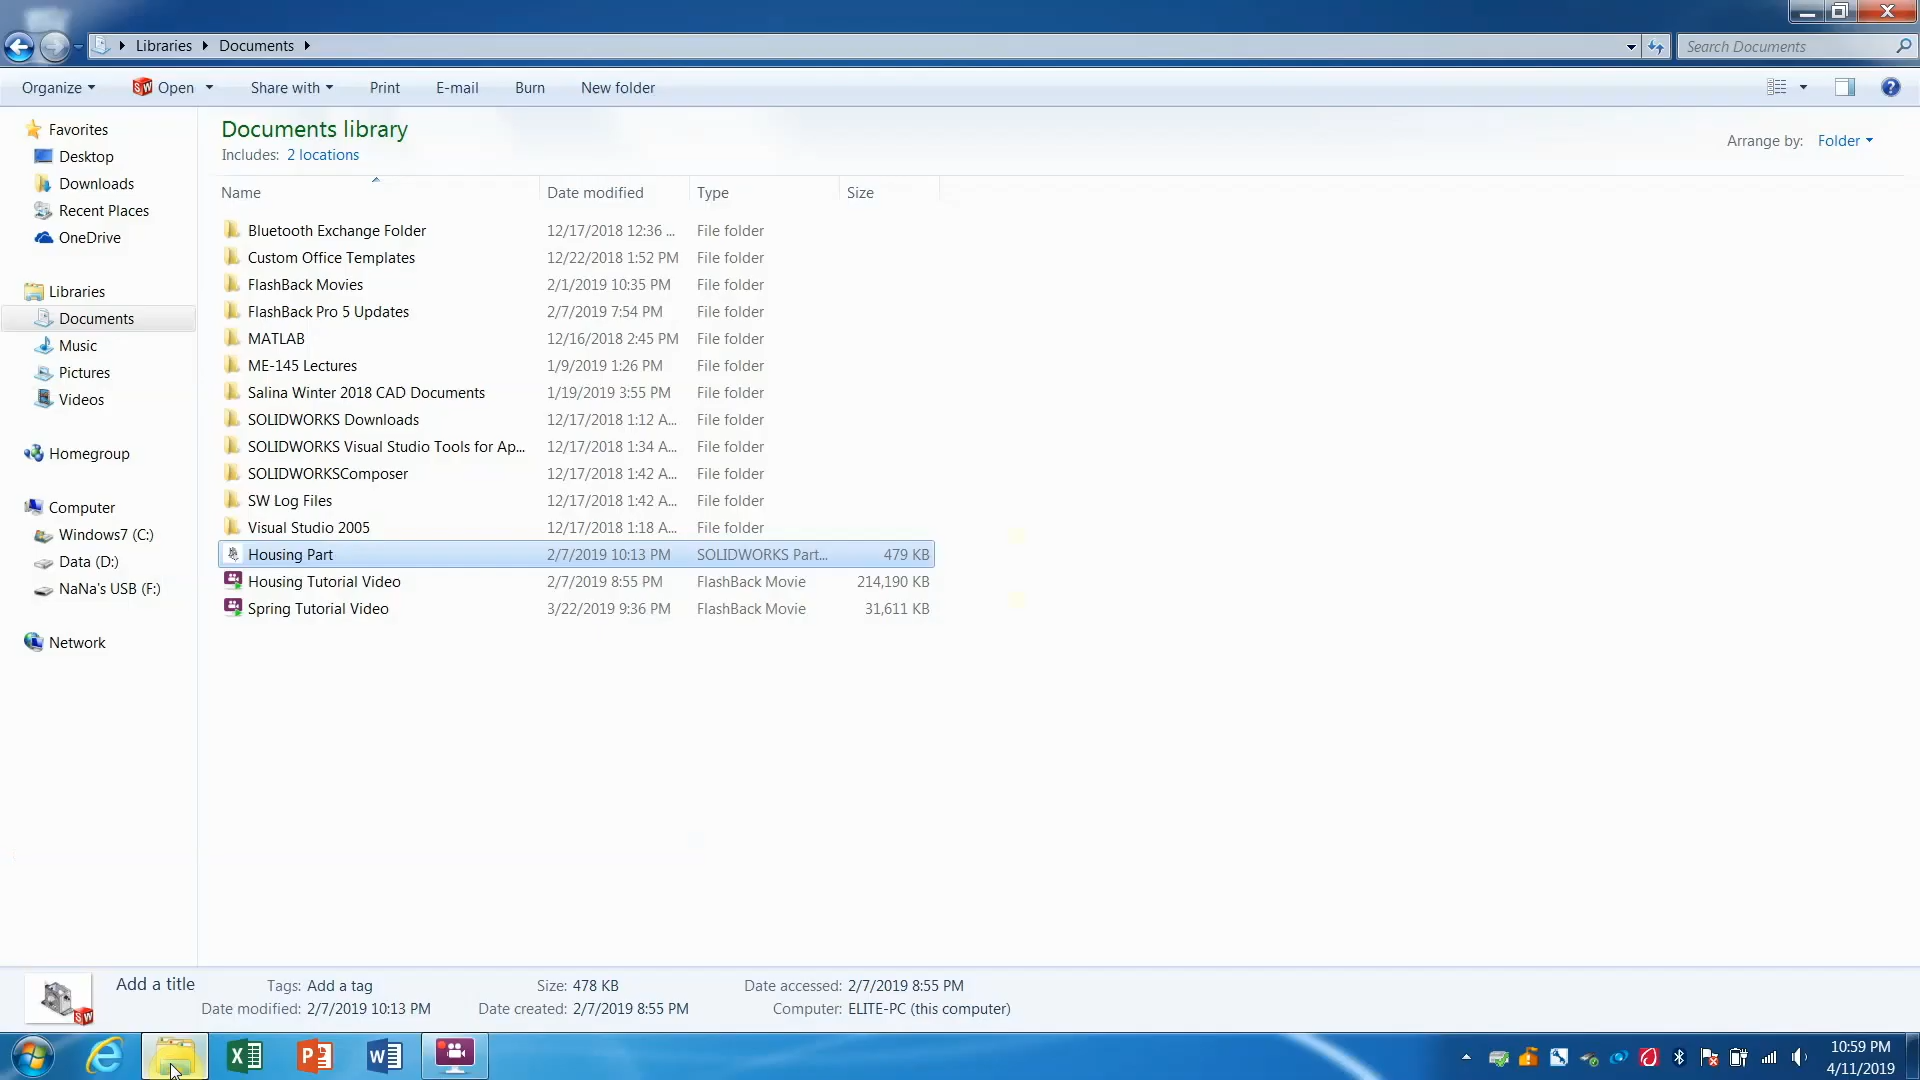 Libraries Documents
Search Documents
Organize Open Share with Print E-mail Burn New folder
Favorites
Desktop
Downloads
Recent Places
OneDrive
Libraries
Documents
Music
Pictures
Videos
Homegroup
Computer
Windows7 (C:)
Data (D:)
NaNa's USB (F:)
Network
Documents library
Includes: 2 locations
Arrange by: Folder
Name Date modified Type Size
Bluetooth Exchange Folder 12/17/2018 12:36 ... File folder
Custom Office Templates 12/22/2018 1:52 PM File folder
FlashBack Movies 2/1/2019 10:35 PM File folder
FlashBack Pro 5 Updates 2/7/2019 7:54 PM File folder
MATLAB 12/16/2018 2:45 PM File folder
ME-145 Lectures 1/9/2019 1:26 PM File folder
Salina Winter 2018 CAD Documents 1/19/2019 3:55 PM File folder
SOLIDWORKS Downloads 12/17/2018 1:12 A... File folder
SOLIDWORKS Visual Studio Tools for Ap... 12/17/2018 1:34 A... File folder
SOLIDWORKSComposer 12/17/2018 1:42 A... File folder
SW Log Files 12/17/2018 1:42 A... File folder
Visual Studio 2005 12/17/2018 1:18 A... File folder
Housing Part 2/7/2019 10:13 PM SOLIDWORKS Part... 479 KB
Housing Tutorial Video 2/7/2019 8:55 PM FlashBack Movie 214,190 KB
Spring Tutorial Video 3/22/2019 9:36 PM FlashBack Movie 31,611 KB
Add a title Tags: Add a tag Size: 478 KB Date accessed: 2/7/2019 8:55 PM
Date modified: 2/7/2019 10:13 PM Date created: 2/7/2019 8:55 PM Computer: ELITE-PC (this computer)
10:59 PM
4/11/2019